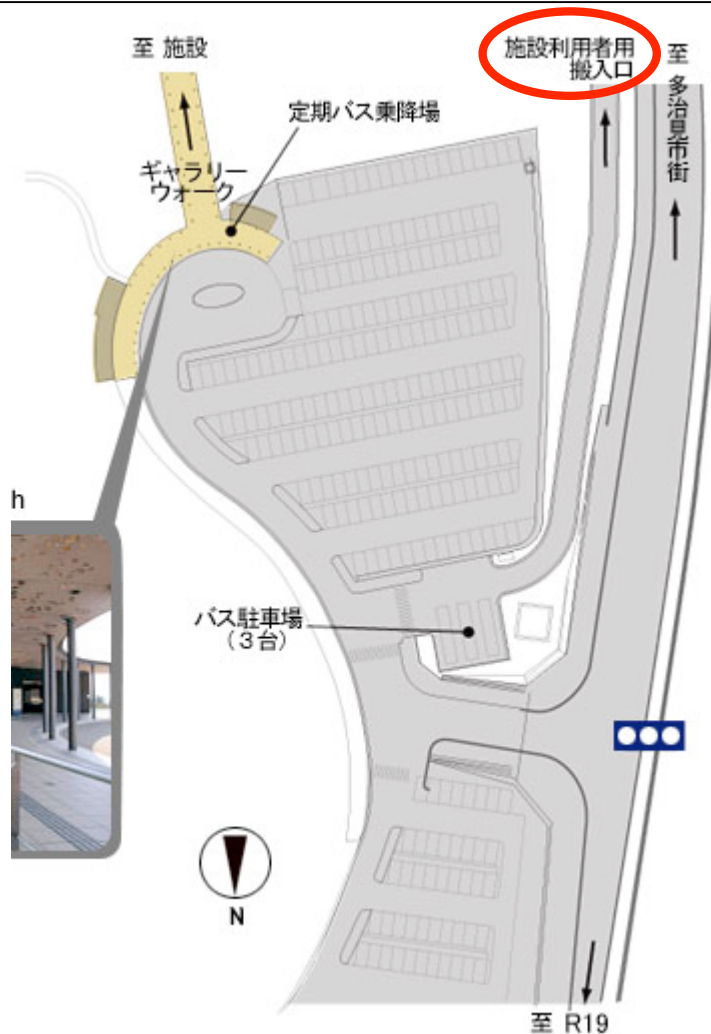 至 施設
施設利用者用
搬入口
至 多治見市街
定期バス乗降場
ギャラリー
ウォーク
h
バス駐車場
(3台)
N
至 R19